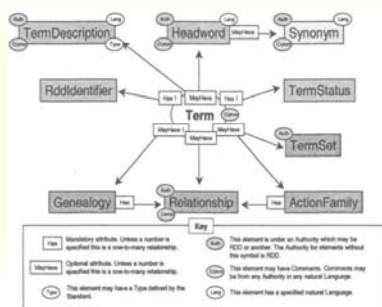 Auth
Lang
TermDescription
Comm
Type
Auth
Lang
Headword
Comm
MayHave
Auth
Lang
Synonym
Comm
RddIdentifier
Has 1
MayHave
Has 1
TermStatus
Term
Comm
MayHave 1
MayHave
MayHave
Auth
TermSet
Genealogy
Has
Auth
Relationship
Comm
Has
ActionFamily
Key
Has
Mandatory attribute. Unless a number is
specified this is a one-to-many relationship.
MayHave
Optional attribute. Unless a number is
specified this is a one-to-many relationship.
Type
This element may have a Type defined by the
Standard.
Auth
This element is under an Authority which may be
RDD or another. The Authority for elements without
this symbol is RDD.
Comm
This element may have Comments. Comments
may be from any Authority in any natural Language.
Lang
This element has a specified natural Language.